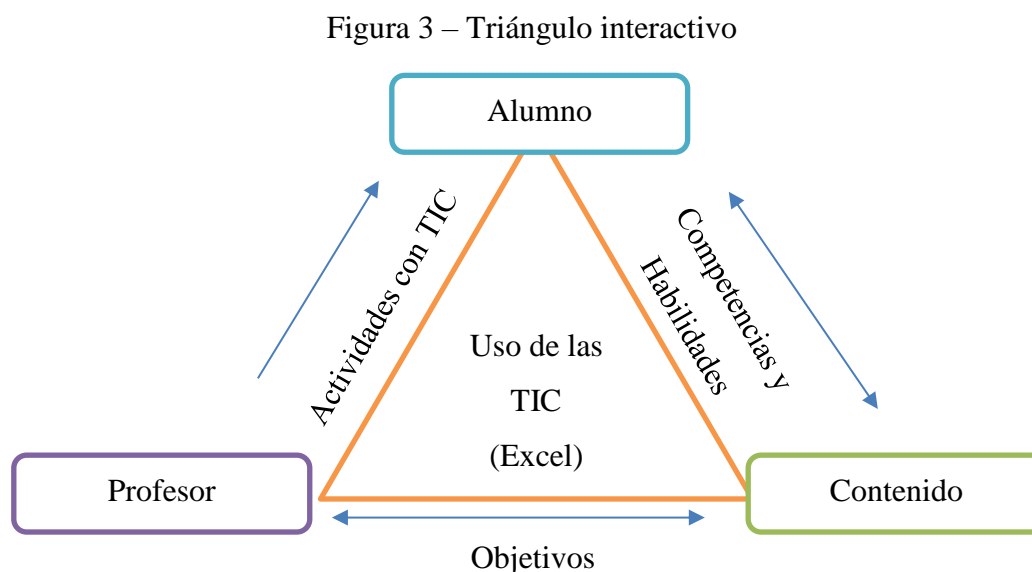 Figura 3 – Triángulo interactivo
Alumno
Actividades con TIC
Competencias y
Habilidades
Uso de las
TIC
(Excel)
Profesor
Contenido
Objetivos